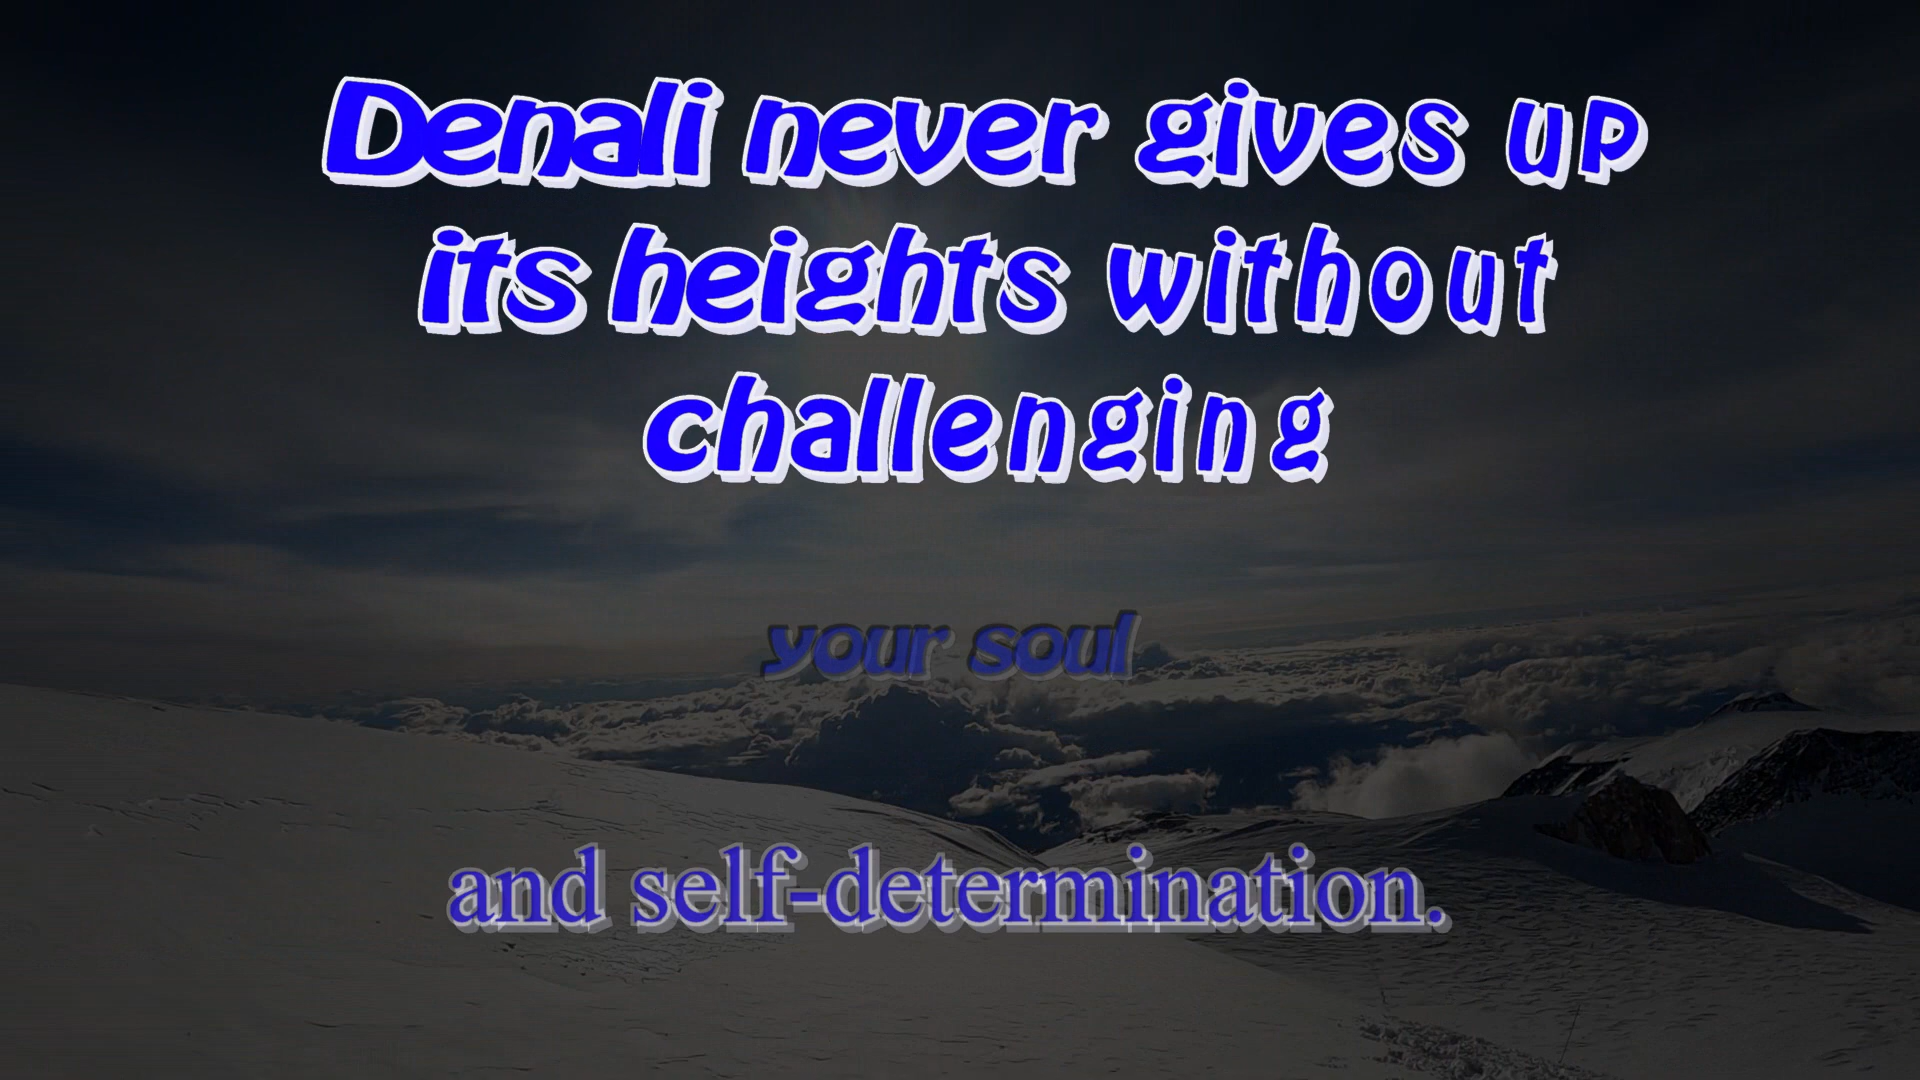 Denali never gives up
its heights without
challenging
your soul
and self-determination.